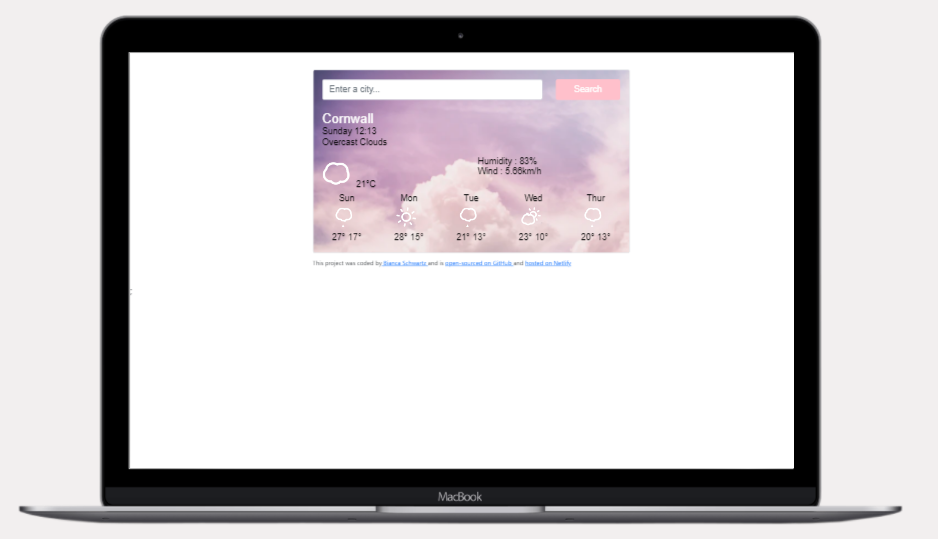 Enter a city...
Search
Cornwall
Sunday 12:13
Overcast Clouds
Humidity : 83%
Wind : 5.66km/h
21°C
Sun Mon Tue Wed Thur
27° 17° 28° 15° 21° 13° 23° 10° 20° 13°
This project was coded by Bianca Schwartz and is open-sourced on GitHub and hosted on Netlify
MacBook